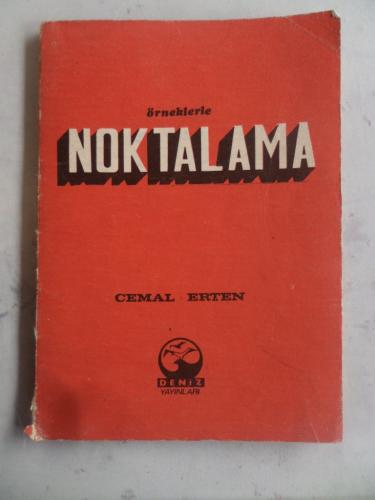 örneklerle
NOKTALAMA
CEMAL ERTEN
DENİZ
YAYINLARI